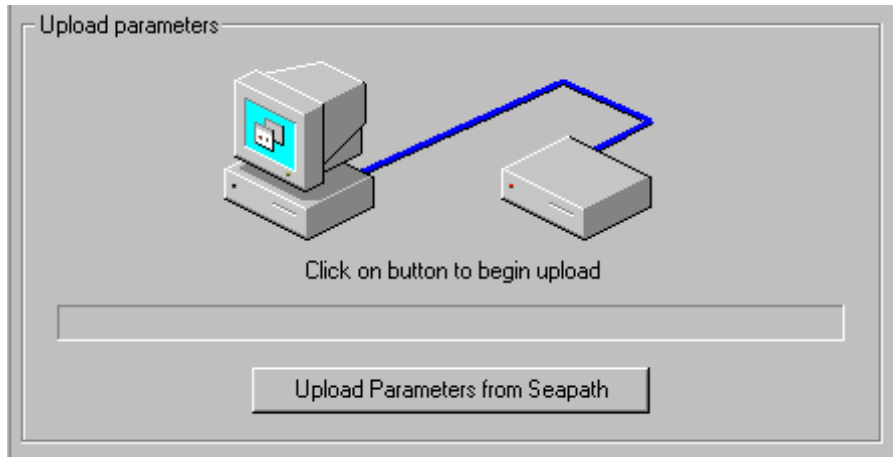 Upload parameters
Click on button to begin upload
Upload Parameters from Seapath